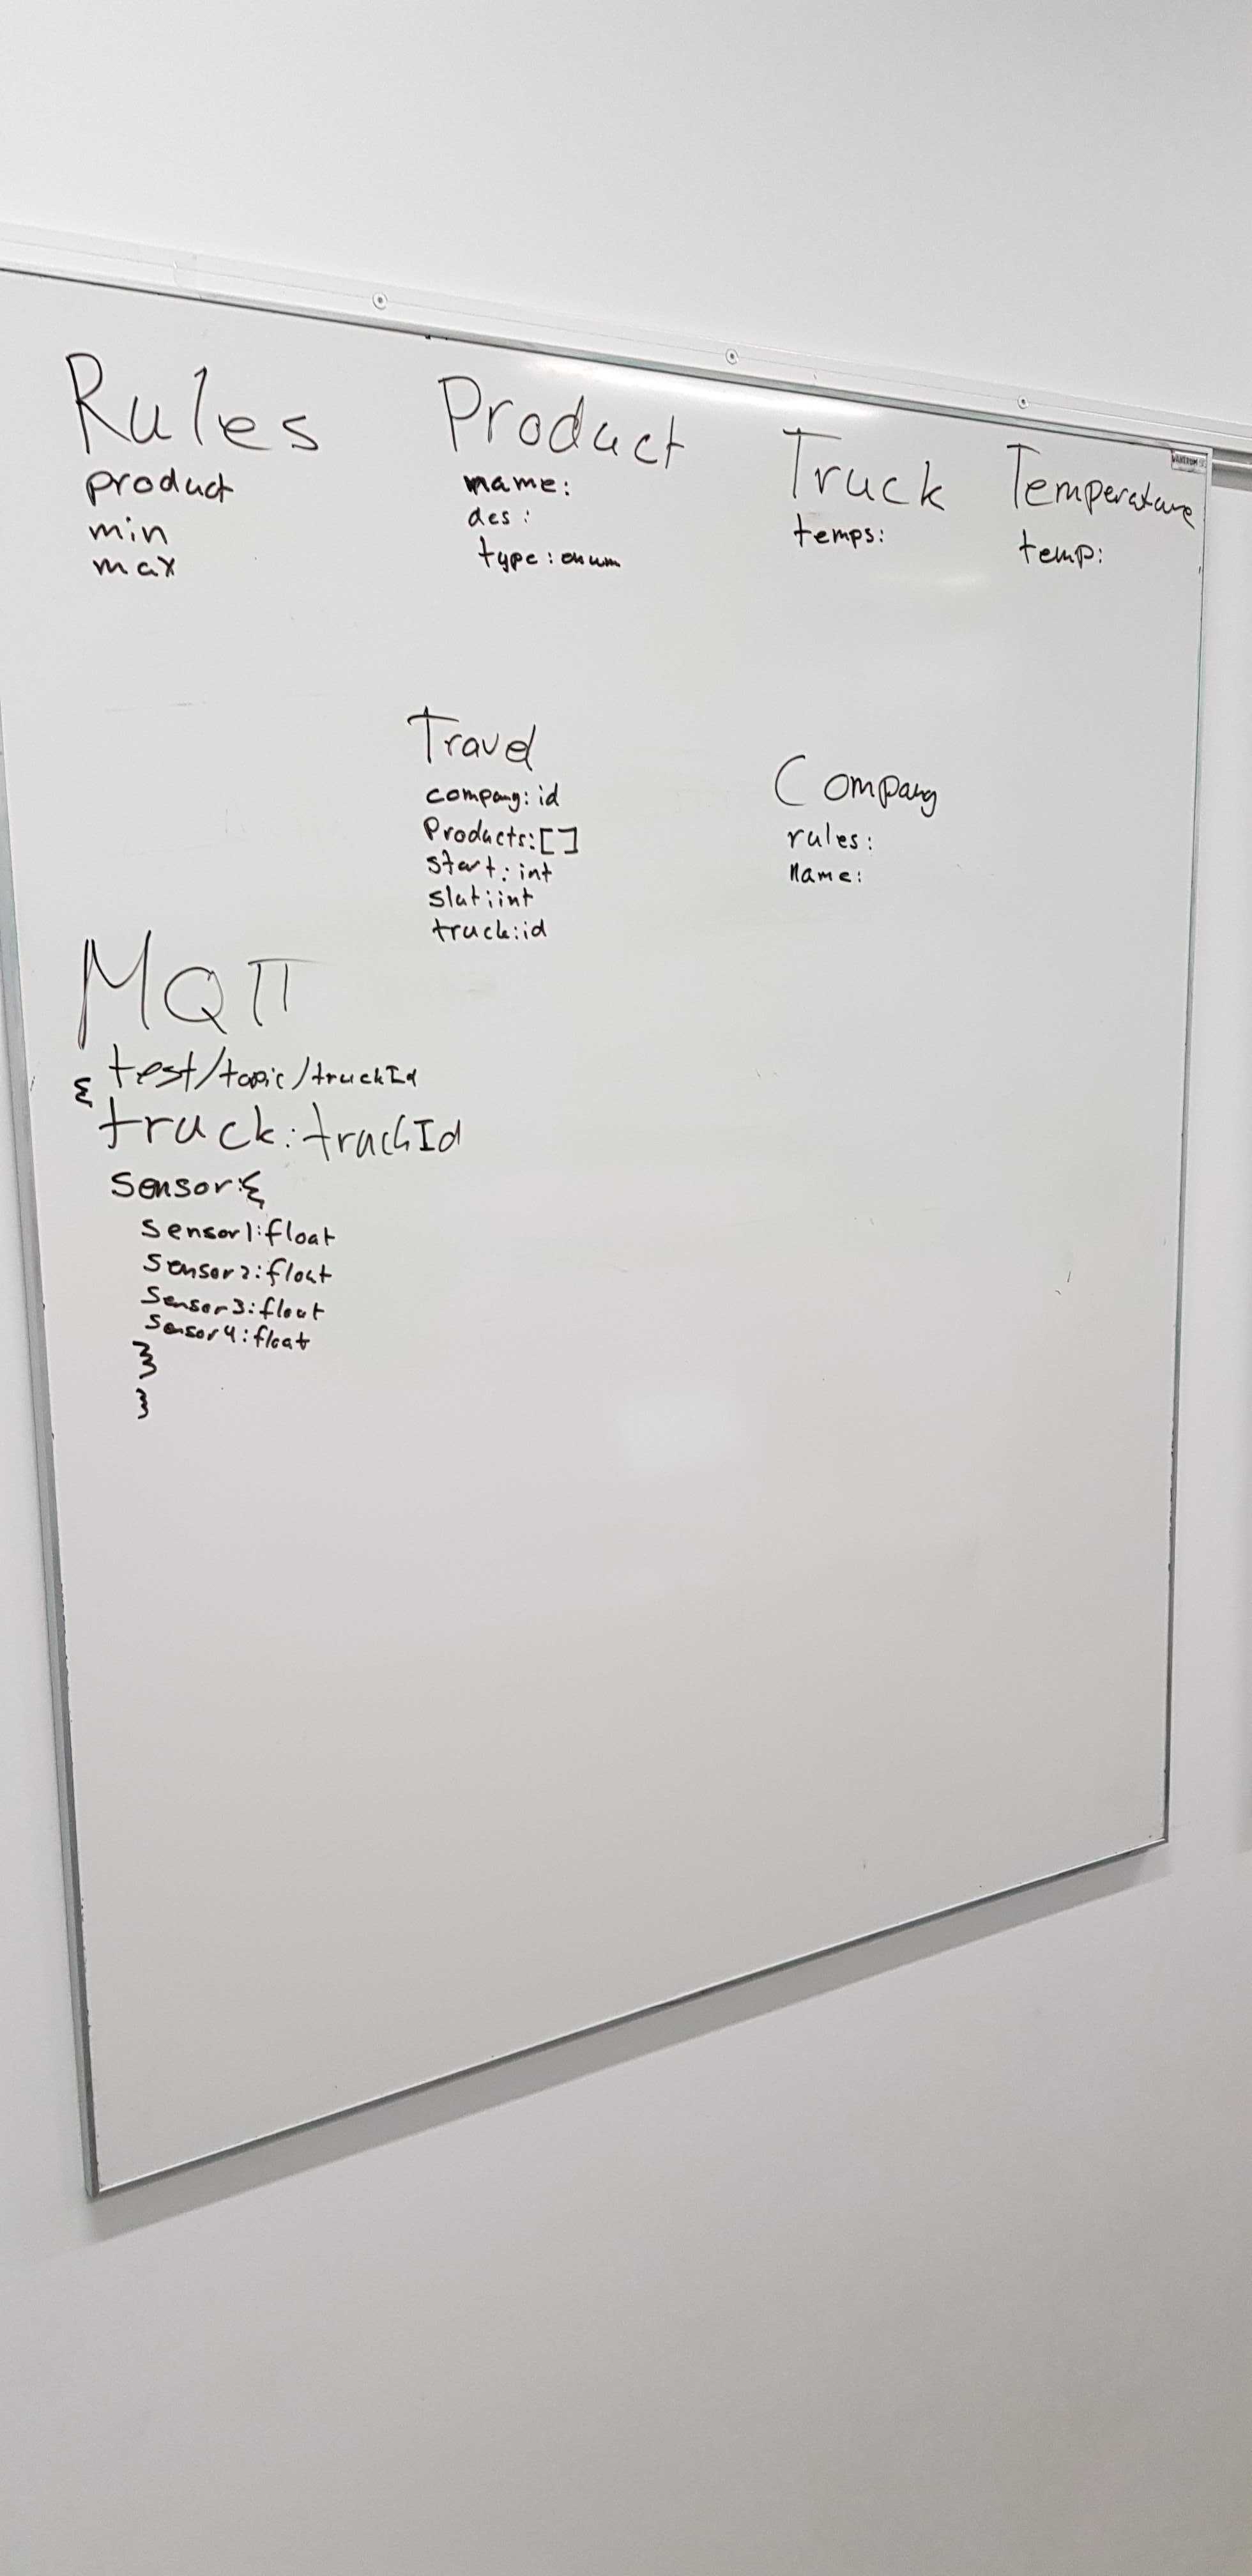 Rules
product
min
max
Product
name:
des:
type: enum
Truck
temps:
Temperature
temp:
Travel
company: id
Products: []
start: int
slut: int
truck: id
Company
rules:
Name:
MQTT
test/topic/truckId
{
truck: truckId
sensor: {
Sensor1: float
Sensor2: float
Sensor3: float
Sensor4: float
}
}